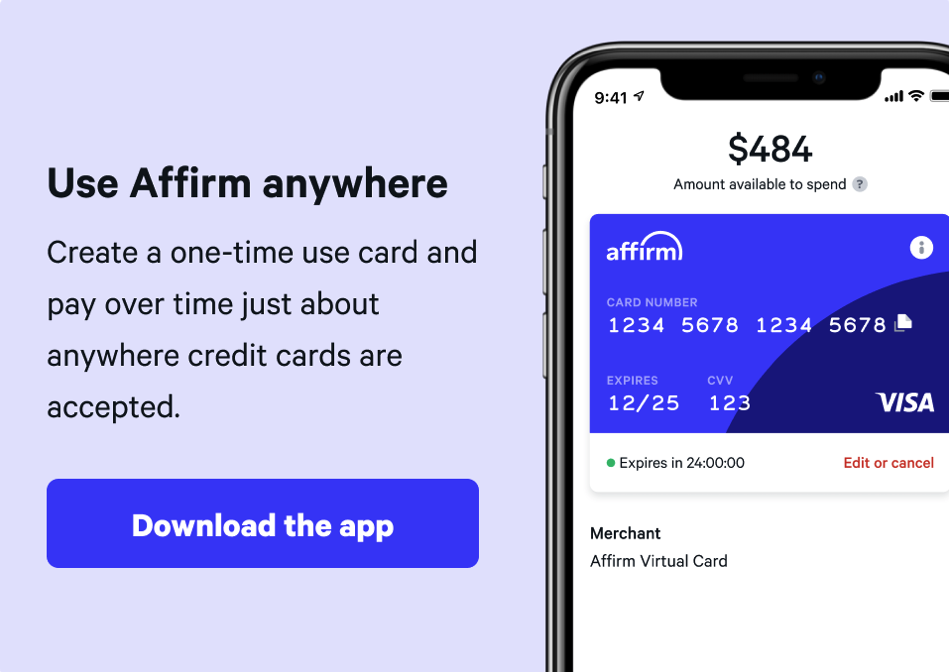 Use Affirm anywhere
Create a one-time use card and
pay over time just about
anywhere credit cards are
accepted.
Download the app
9:41
$484
Amount available to spend ?
affirm
CARD NUMBER
1234 5678 1234 5678
EXPIRES CVV
12/25 123
VISA
Expires in 24:00:00 Edit or cancel
Merchant
Affirm Virtual Card